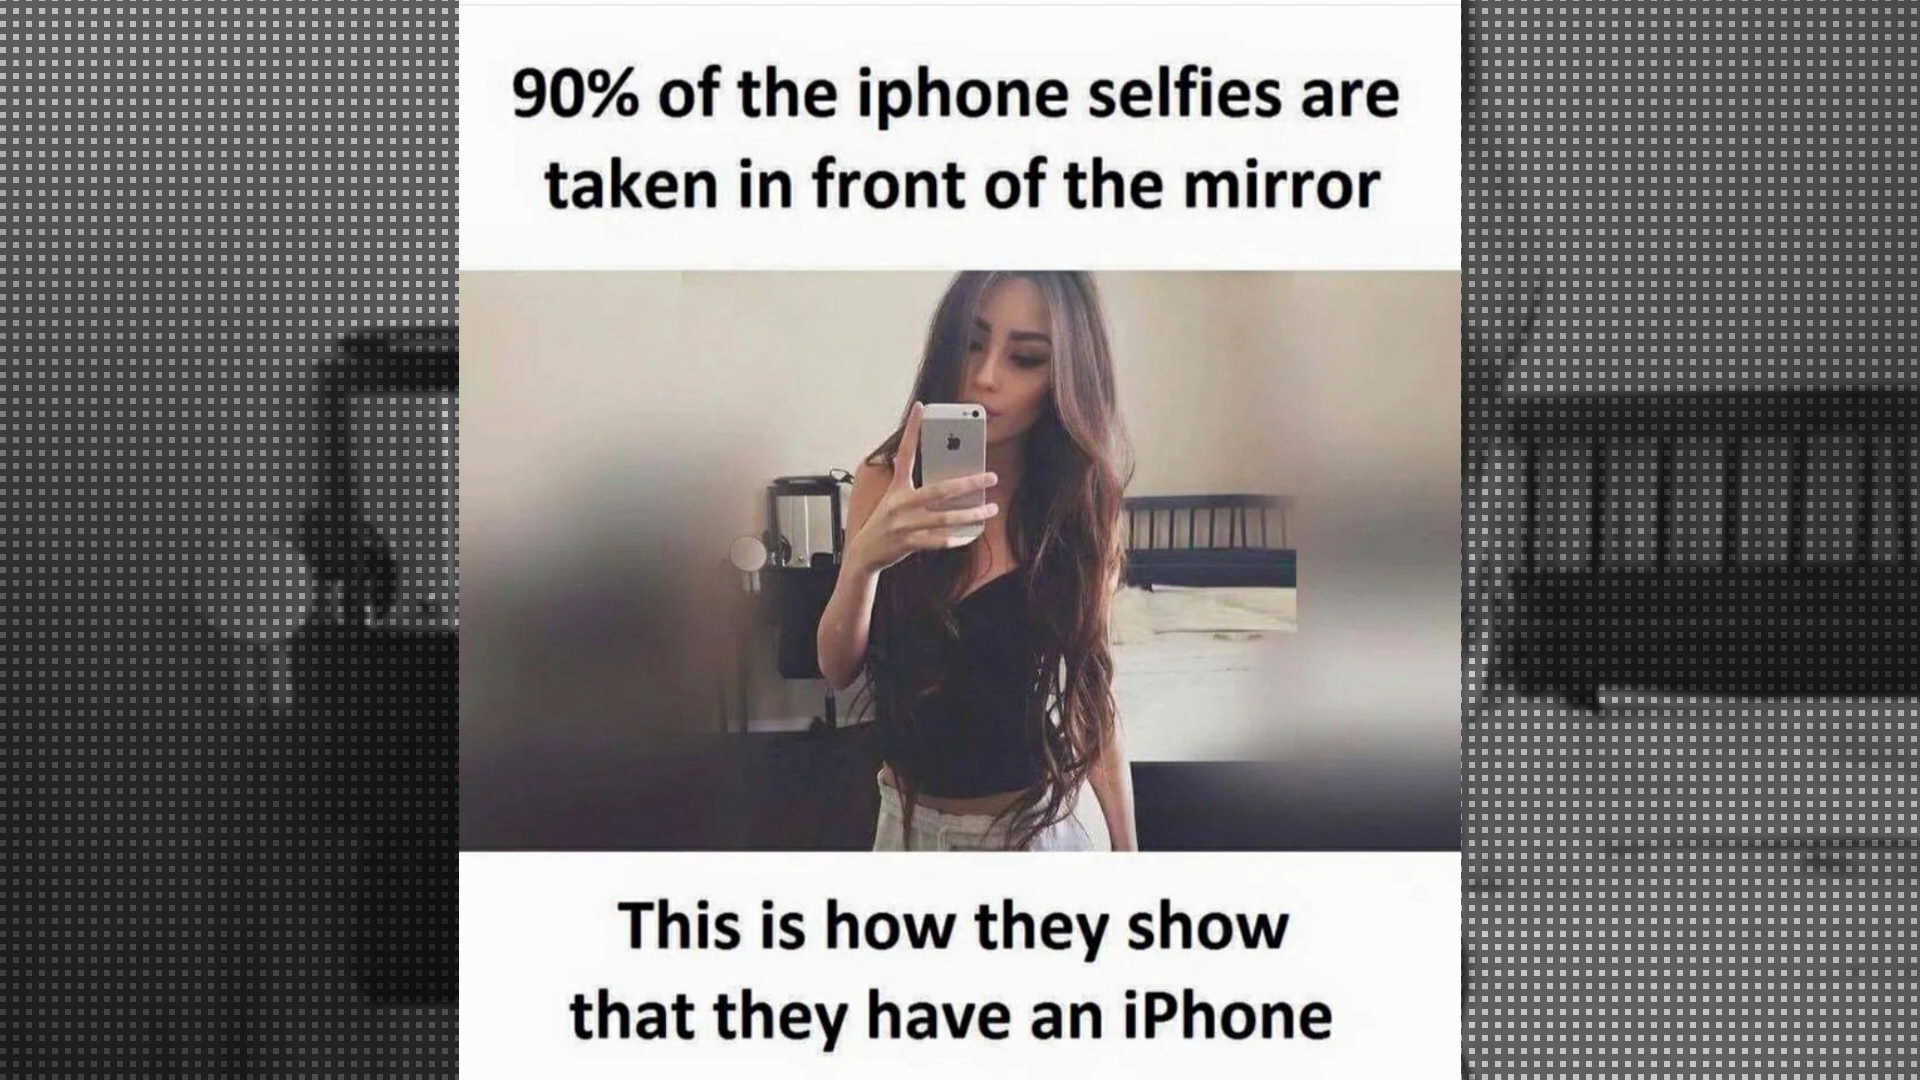 90% of the iphone selfies are
taken in front of the mirror
This is how they show
that they have an iPhone